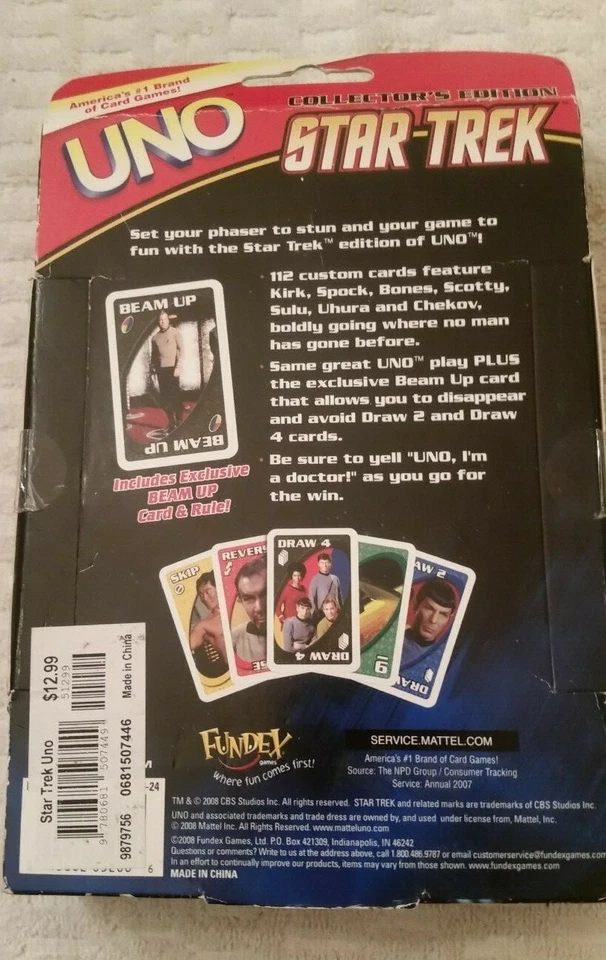 America's #1 Brand
of Card Games!
UNO
COLLECTOR'S EDITION
STAR TREK
Set your phaser to stun and your game to
fun with the Star Trek™ edition of UNO™!
BEAM UP
BEAM UP
Includes Exclusive
BEAM UP
Card & Rule!
112 custom cards feature
Kirk, Spock, Bones, Scotty,
Sulu, Uhura and Chekov,
boldly going where no man
has gone before.
Same great UNO™ play PLUS
the exclusive Beam Up card
that allows you to disappear
and avoid Draw 2 and Draw
4 cards.
Be sure to yell "UNO, I'm
a doctor!" as you go for
the win.
SKIP
REVERS
SE
DRAW 4
DRAW 4
9
AW 2
DRA
$12.99
51299
Made in China
Star Trek Uno
9 780681 507449
9879756 0681507446
-24
6
FUNDEX
games
where fun comes first!
SERVICE.MATTEL.COM
America's #1 Brand of Card Games!
Source: The NPD Group / Consumer Tracking
Service: Annual 2007
TM & © 2008 CBS Studios Inc. All rights reserved. STAR TREK and related marks are trademarks of CBS Studios Inc.
UNO and associated trademarks and trade dress are owned by, and used under license from, Mattel, Inc.
© 2008 Mattel Inc. All Rights Reserved. www.matteluno.com
©2008 Fundex Games, Ltd. P.O. Box 421309, Indianapolis, IN 46242
Questions or comments? Write to us at the address above, call 1.800.486.9787 or email customerservice@fundexgames.com
In an effort to continually improve our products, items may vary from those shown. www.fundexgames.com
MADE IN CHINA